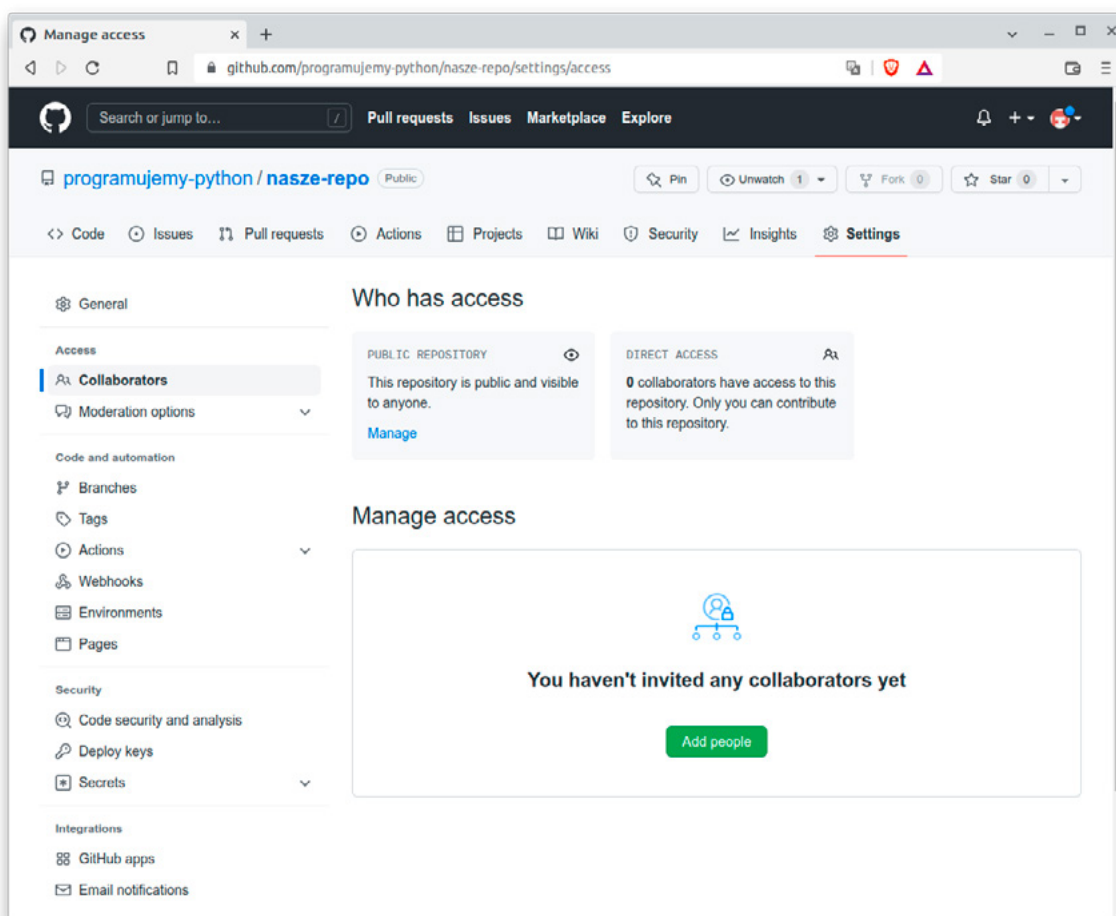 Manage access
github.com/programujemy-python/nasze-repo/settings/access
Search or jump to... / Pull requests Issues Marketplace Explore
programujemy-python / nasze-repo Public Pin Unwatch 1 Fork 0 Star 0
Code Issues Pull requests Actions Projects Wiki Security Insights Settings
General
Access
Collaborators
Moderation options
Code and automation
Branches
Tags
Actions
Webhooks
Environments
Pages
Security
Code security and analysis
Deploy keys
Secrets
Integrations
GitHub apps
Email notifications
Who has access
PUBLIC REPOSITORY
This repository is public and visible
to anyone.
Manage
DIRECT ACCESS
0 collaborators have access to this
repository. Only you can contribute
to this repository.
Manage access
You haven't invited any collaborators yet
Add people